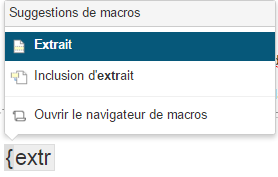 Suggestions de macros
Extrait
Inclusion d'extrait
Ouvrir le navigateur de macros
{extr